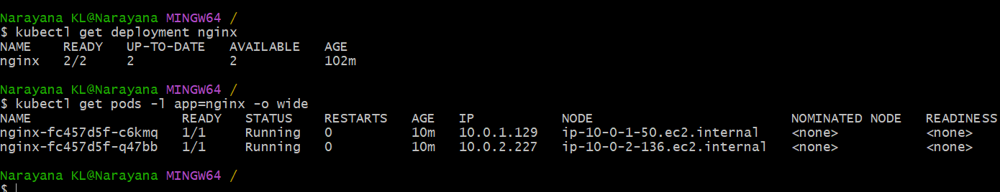 Narayana KL@Narayana MINGW64 /
$ kubectl get deployment nginx
NAME    READY   UP-TO-DATE   AVAILABLE   AGE
nginx   2/2     2            2           102m
Narayana KL@Narayana MINGW64 /
$ kubectl get pods -l app=nginx -o wide
NAME                   READY   STATUS    RESTARTS   AGE   IP           NODE                         NOMINATED NODE   READINESS
nginx-fc457d5f-c6kmq   1/1     Running   0          10m   10.0.1.129   ip-10-0-1-50.ec2.internal    <none>           <none>
nginx-fc457d5f-q47bb   1/1     Running   0          10m   10.0.2.227   ip-10-0-2-136.ec2.internal   <none>           <none>
Narayana KL@Narayana MINGW64 /
$